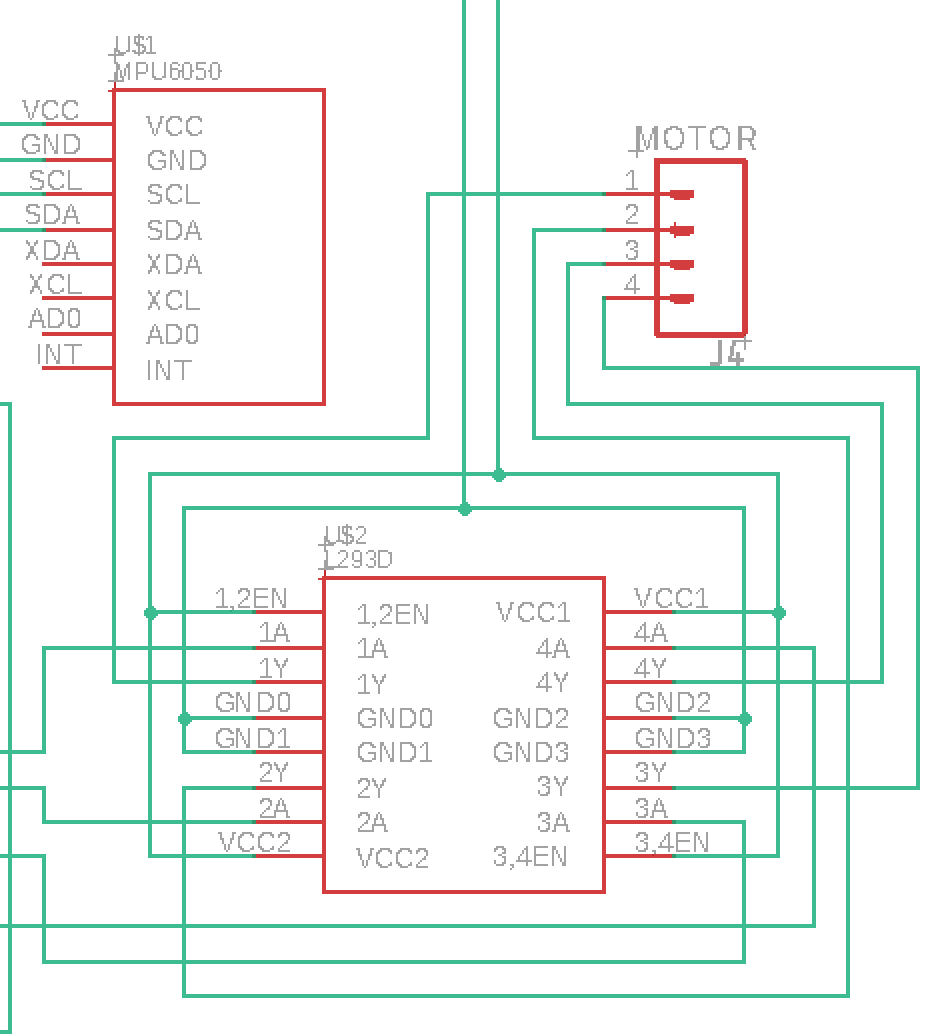 U$1
MPU6050
VCC
GND
SCL
SDA
XDA
XCL
AD0
INT
VCC
GND
SCL
SDA
XDA
XCL
AD0
INT
MOTOR
1
2
3
4
J4
U$2
L293D
1,2EN
1A
1Y
GND0
GND1
2Y
2A
VCC2
1,2EN
1A
1Y
GND0
GND1
2Y
2A
VCC2
VCC1
4A
4Y
GND2
GND3
3Y
3A
3,4EN
VCC1
4A
4Y
GND2
GND3
3Y
3A
3,4EN